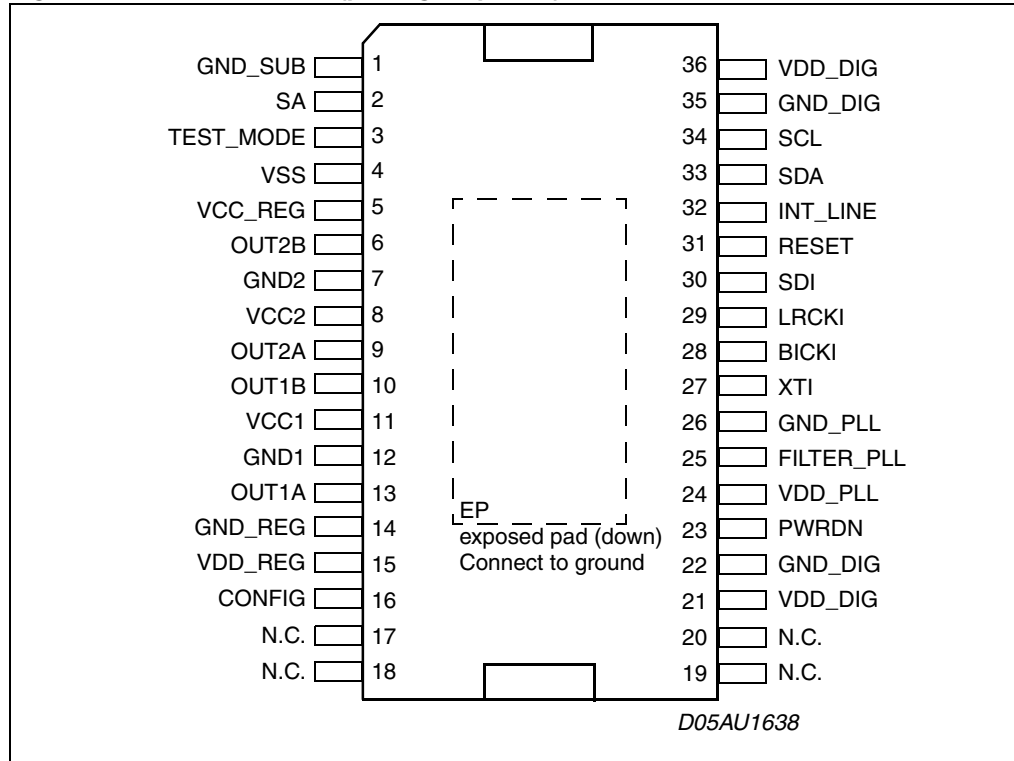 GND_SUB 1 36 VDD_DIG
SA 2 35 GND_DIG
TEST_MODE 3 34 SCL
VSS 4 33 SDA
VCC_REG 5 32 INT_LINE
OUT2B 6 31 RESET
GND2 7 30 SDI
VCC2 8 29 LRCKI
OUT2A 9 28 BICKI
OUT1B 10 27 XTI
VCC1 11 26 GND_PLL
GND1 12 25 FILTER_PLL
OUT1A 13 24 VDD_PLL
EP
GND_REG 14 exposed pad (down) 23 PWRDN
VDD_REG 15 Connect to ground 22 GND_DIG
CONFIG 16 21 VDD_DIG
N.C. 17 20 N.C.
N.C. 18 19 N.C.
D05AU1638